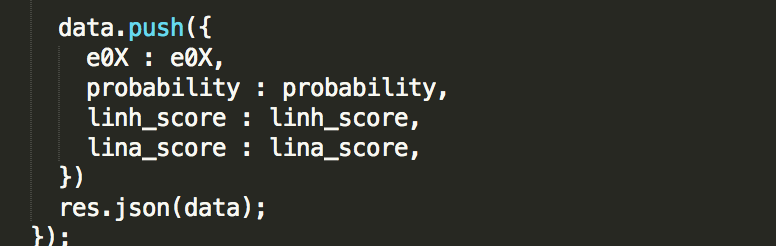 data.push({
e0X : e0X,
probability : probability,
linh_score : linh_score,
lina_score : lina_score,
})
res.json(data);
});